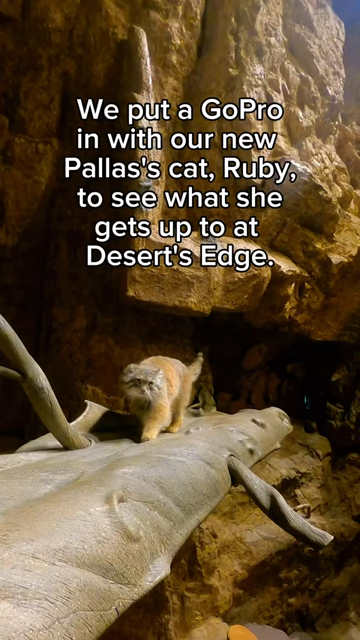 We put a GoPro
in with our new
Pallas's cat, Ruby,
to see what she
gets up to at
Desert's Edge.